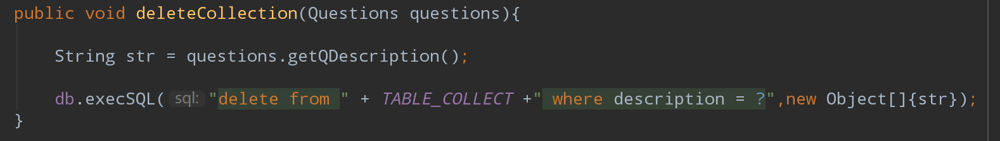 public void deleteCollection(Questions questions){
String str = questions.getQDescription();
db.execSQL( sql: "delete from " + TABLE_COLLECT +" where description = ?",new Object[]{str});
}